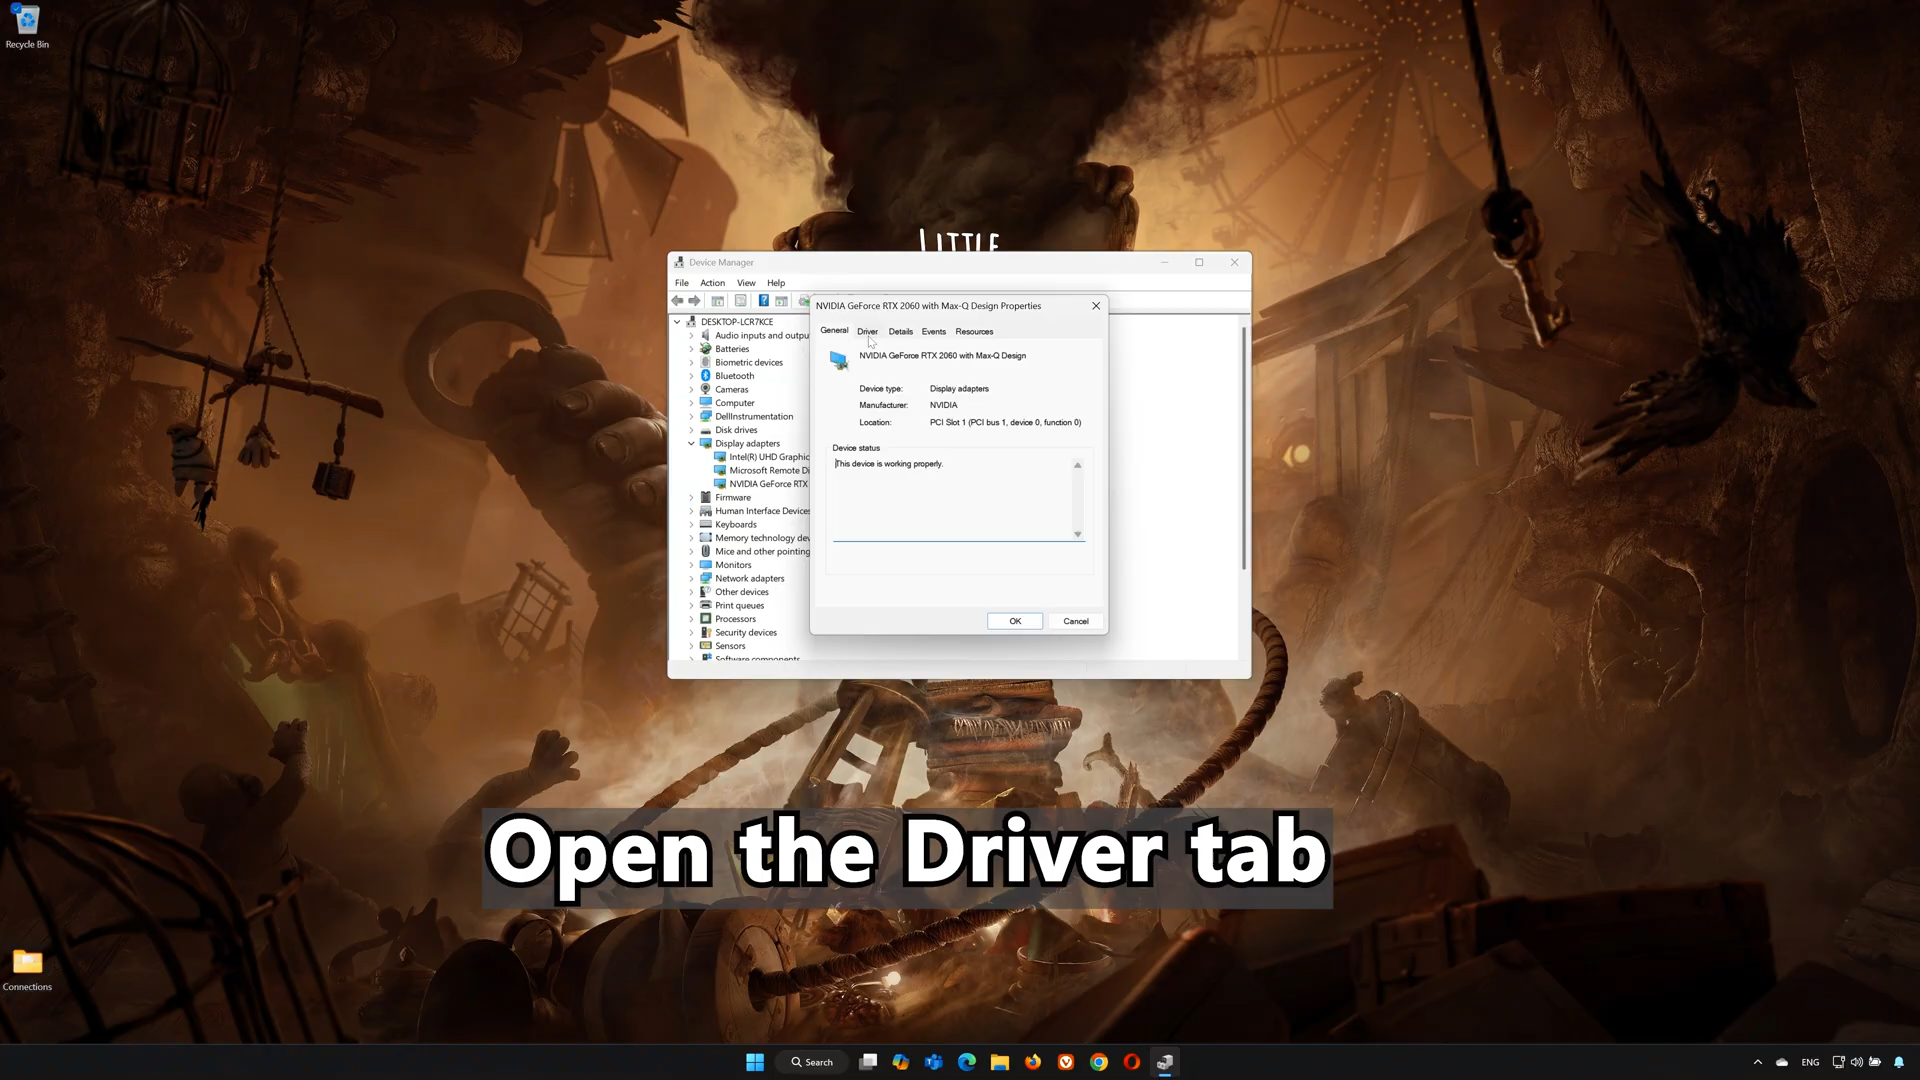 Recycle Bin
LITTLE
Device Manager
File Action View Help
NVIDIA GeForce RTX 2060 with Max-Q Design Properties
General Driver Details Events Resources
NVIDIA GeForce RTX 2060 with Max-Q Design
Device type: Display adapters
Manufacturer: NVIDIA
Location: PCI Slot 1 (PCI bus 1, device 0, function 0)
Device status
This device is working properly.
OK Cancel
DESKTOP-LCR7KCE
Audio inputs and outpu
Batteries
Biometric devices
Bluetooth
Cameras
Computer
DellInstrumentation
Disk drives
Display adapters
Intel(R) UHD Graphic
Microsoft Remote Di
NVIDIA GeForce RTX
Firmware
Human Interface Devices
Keyboards
Memory technology dev
Mice and other pointing
Monitors
Network adapters
Other devices
Print queues
Processors
Security devices
Sensors
Software components
Open the Driver tab
Connections
Search
ENG